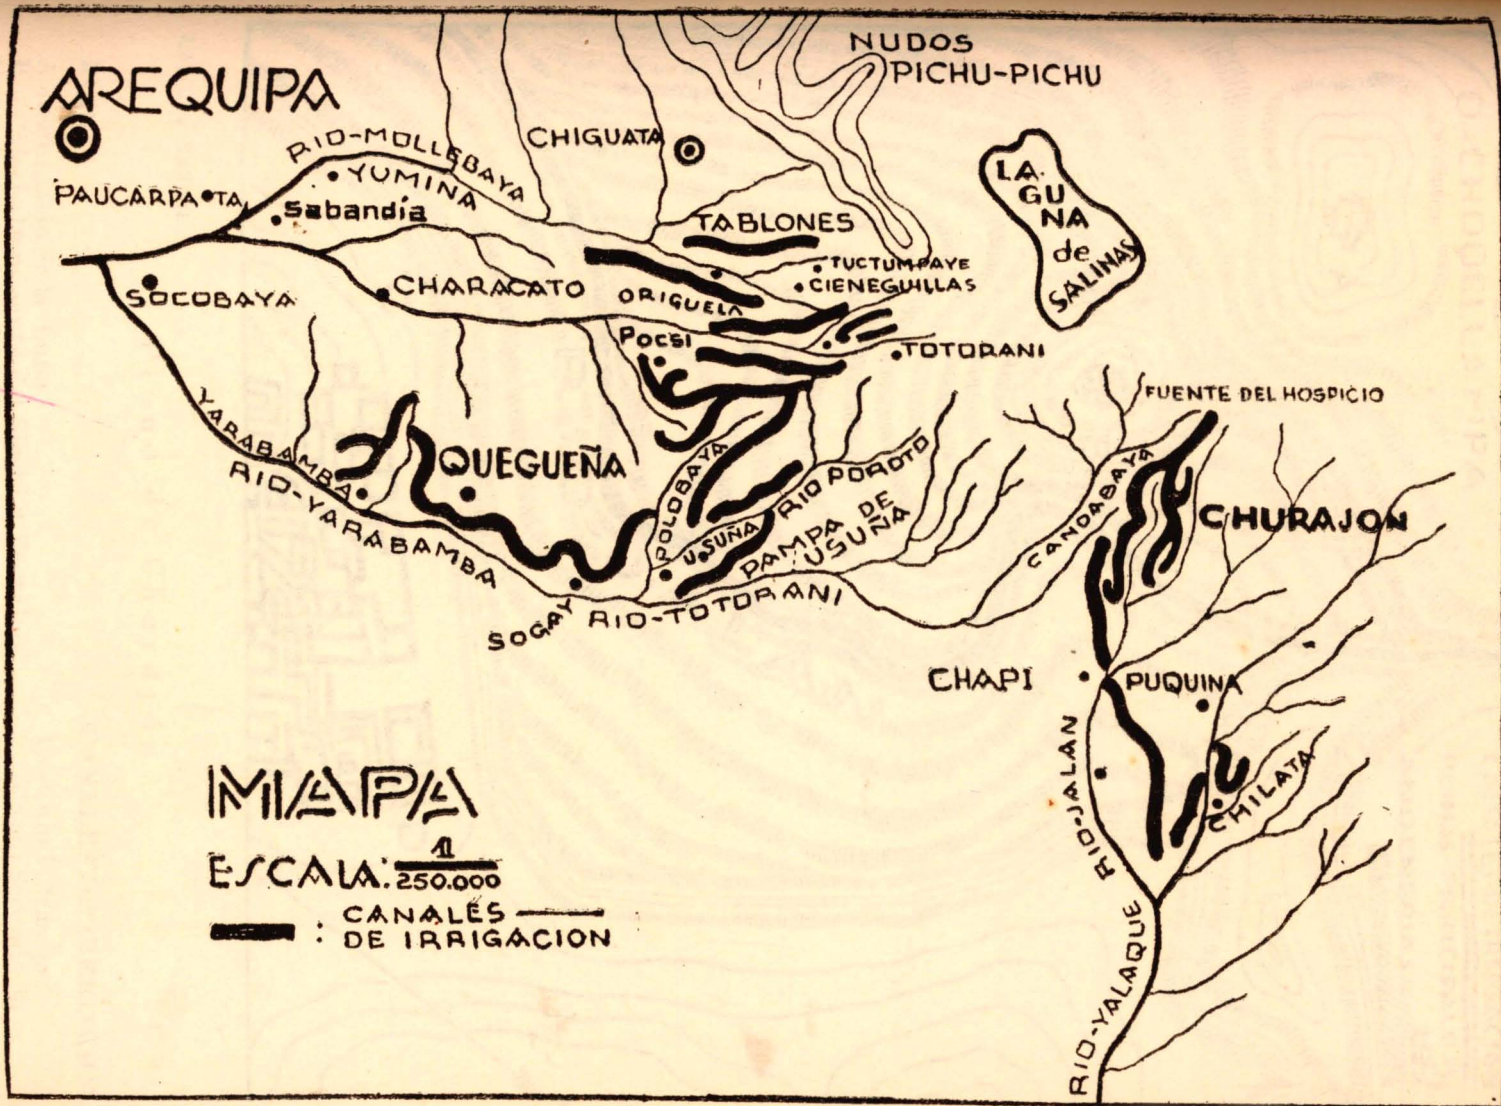 NUDOS
PICHU-PICHU
AREQUIPA
RIO-MOLLEBAYA
CHIGUATA
YUMINA
PAUCARPATA
Sabandía
LA
GU
NA
de
SALINAS
TABLONES
TUCTUMPAYE
CIENEGUILLAS
CHARACATO
ORIGUELA
SOCOBAYA
Pocsi
TOTORANI
FUENTE DEL HOSPICIO
YARABAMBA
QUEGUEÑA
POLOBAYA
RIO POROTO
CANDABAYA
RIO-YARABAMBA
USUÑA
PAMPA DE
USUÑA
CHURAJON
SOGAY
RIO-TOTORANI
CHAPI
PUQUINA
RIO-JALAN
CHILATA
MAPA
ESCALA: 1
250.000
: CANALES
DE IRRIGACION
RIO-YALAQUE